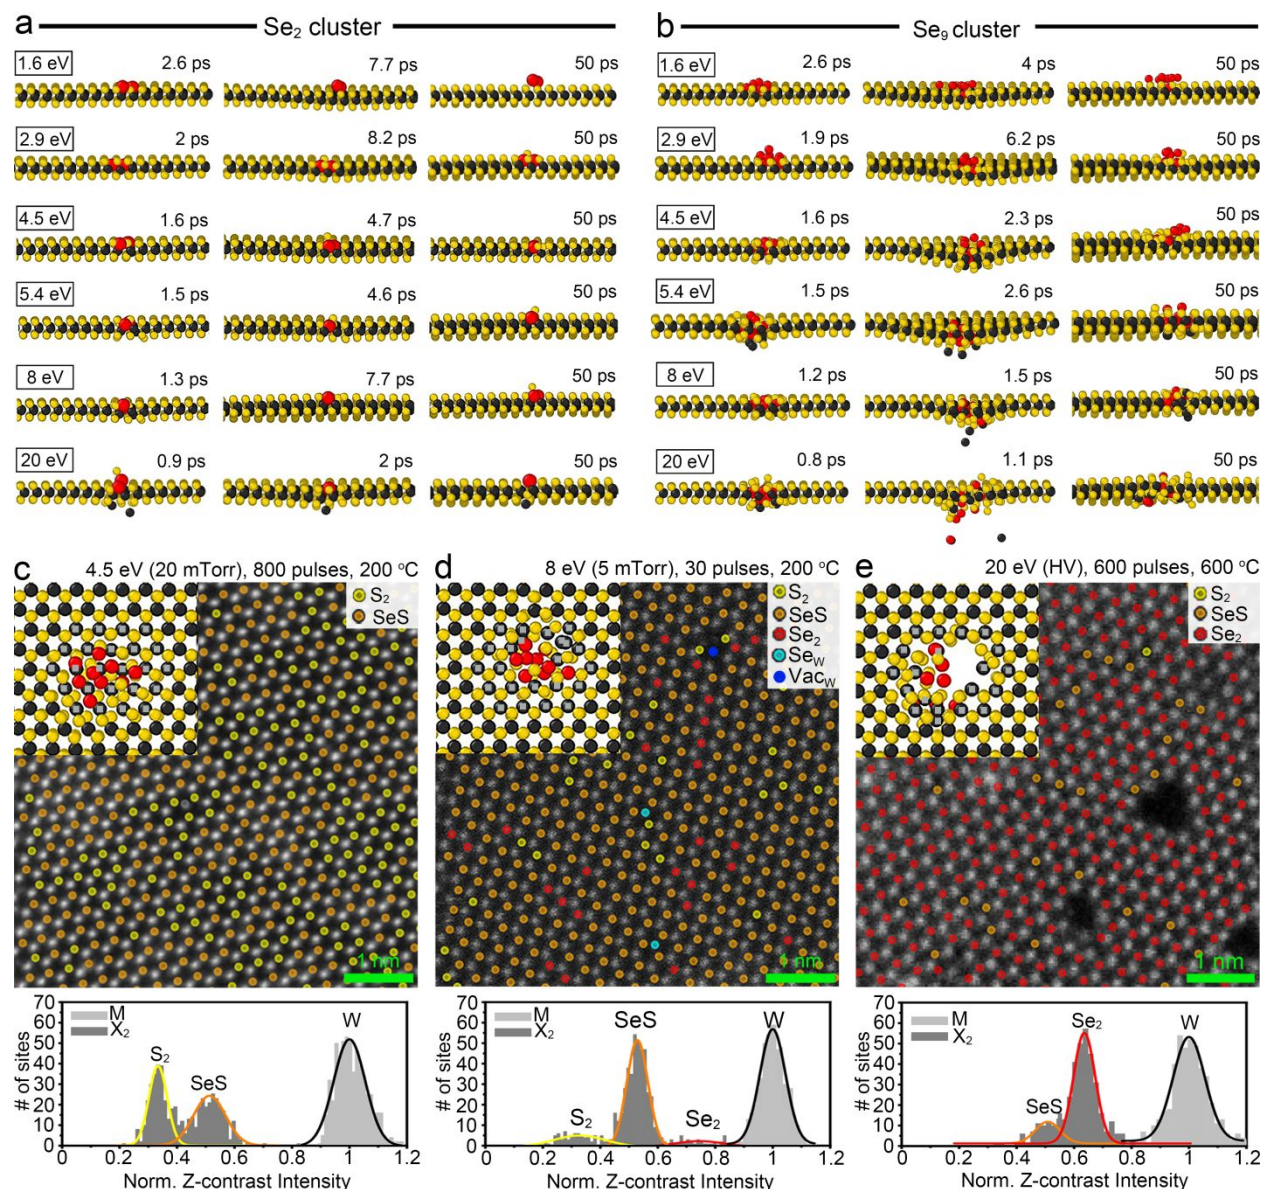 a
Se2 cluster
1.6 eV 2.6 ps 7.7 ps 50 ps
2.9 eV 2 ps 8.2 ps 50 ps
4.5 eV 1.6 ps 4.7 ps 50 ps
5.4 eV 1.5 ps 4.6 ps 50 ps
8 eV 1.3 ps 7.7 ps 50 ps
20 eV 0.9 ps 2 ps 50 ps
b
Se9 cluster
1.6 eV 2.6 ps 4 ps 50 ps
2.9 eV 1.9 ps 6.2 ps 50 ps
4.5 eV 1.6 ps 2.3 ps 50 ps
5.4 eV 1.5 ps 2.6 ps 50 ps
8 eV 1.2 ps 1.5 ps 50 ps
20 eV 0.8 ps 1.1 ps 50 ps
c
4.5 eV (20 mTorr), 800 pulses, 200 °C
S2
SeS
1 nm
70
60
50
40
30
20
10
0
# of sites
M
X2
S2
SeS
W
0 0.2 0.4 0.6 0.8 1 1.2
Norm. Z-contrast Intensity
d
8 eV (5 mTorr), 30 pulses, 200 °C
S2
SeS
Se2
SeW
VacW
1 nm
70
60
50
40
30
20
10
0
# of sites
M
X2
S2
SeS
Se2
W
0 0.2 0.4 0.6 0.8 1 1.2
Norm. Z-contrast Intensity
e
20 eV (HV), 600 pulses, 600 °C
S2
SeS
Se2
1 nm
70
60
50
40
30
20
10
0
# of sites
M
X2
SeS
Se2
W
0 0.2 0.4 0.6 0.8 1 1.2
Norm. Z-contrast Intensity